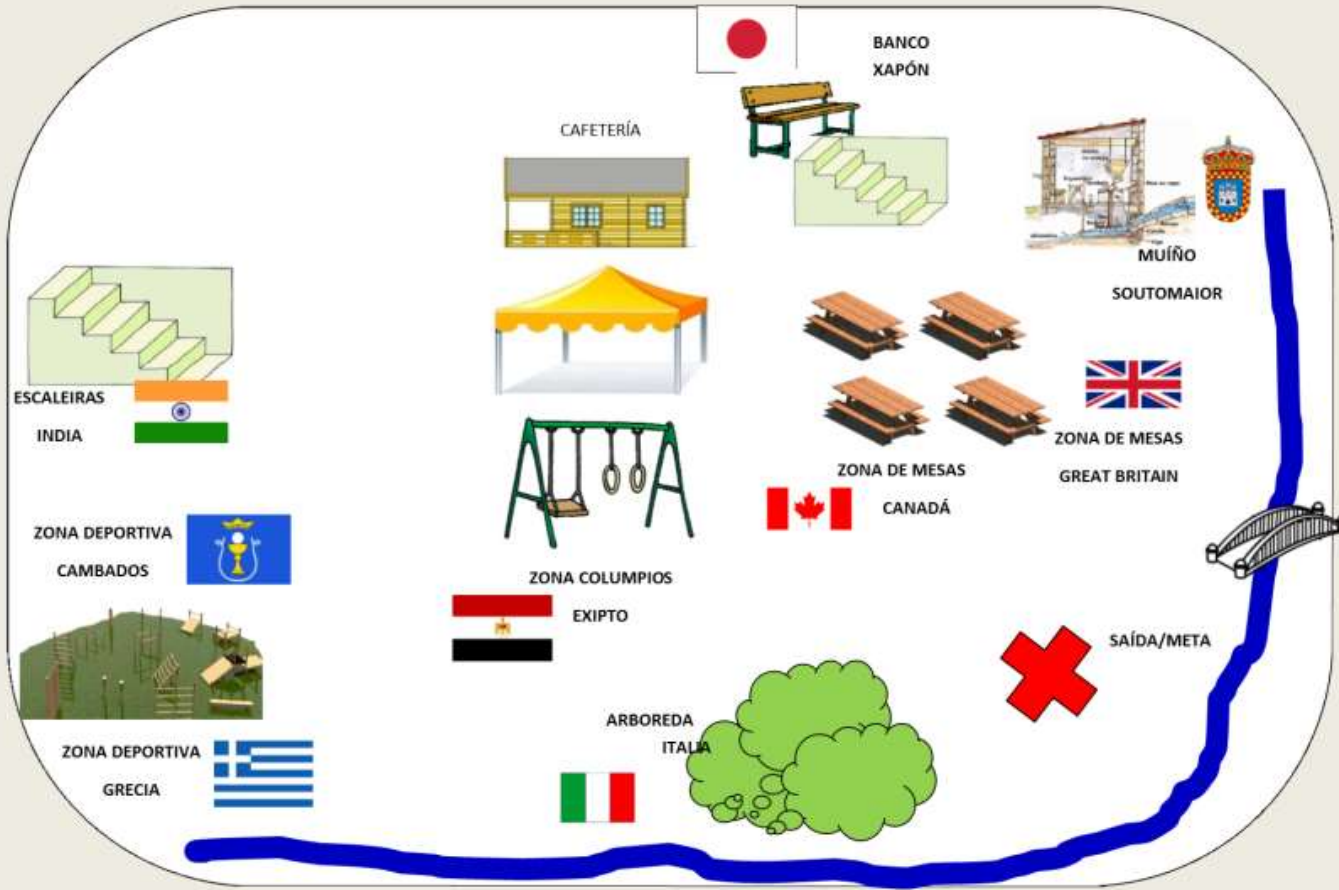 BANCO
XAPÓN
CAFETERÍA
MUÍÑO
SOUTOMAIOR
ESCALEIRAS
INDIA
ZONA DE MESAS
GREAT BRITAIN
ZONA DE MESAS
CANADÁ
ZONA DEPORTIVA
CAMBADOS
ZONA COLUMPIOS
EXIPTO
SAÍDA/META
ARBOREDA
ITALIA
ZONA DEPORTIVA
GRECIA